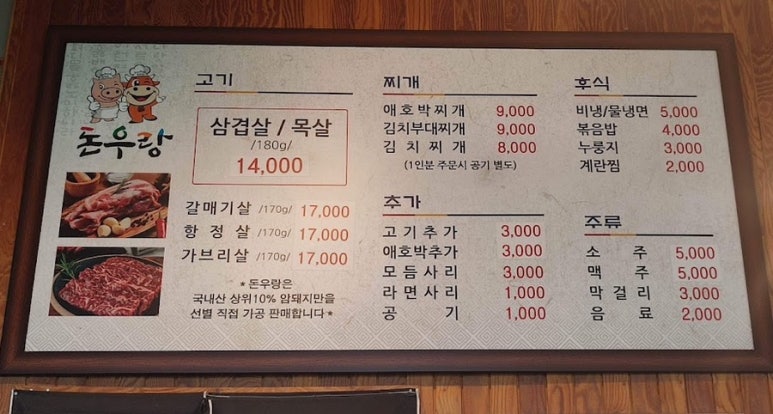 돈우랑
고기
삼겹살 / 목살
/180g/
14,000
갈매기살 /170g/ 17,000
항정살 /170g/ 17,000
가브리살 /170g/ 17,000
★돈우랑은
국내산 상위10% 암돼지만을
선별 직접 가공 판매합니다★
찌개
애호박찌개 9,000
김치부대찌개 9,000
김치찌개 8,000
(1인분 주문시 공기 별도)
추가
고기추가 3,000
애호박추가 3,000
모듬사리 3,000
라면사리 1,000
공기 1,000
후식
비냉/물냉면 5,000
볶음밥 4,000
누룽지 3,000
계란찜 2,000
주류
소주 5,000
맥주 5,000
막걸리 3,000
음료 2,000